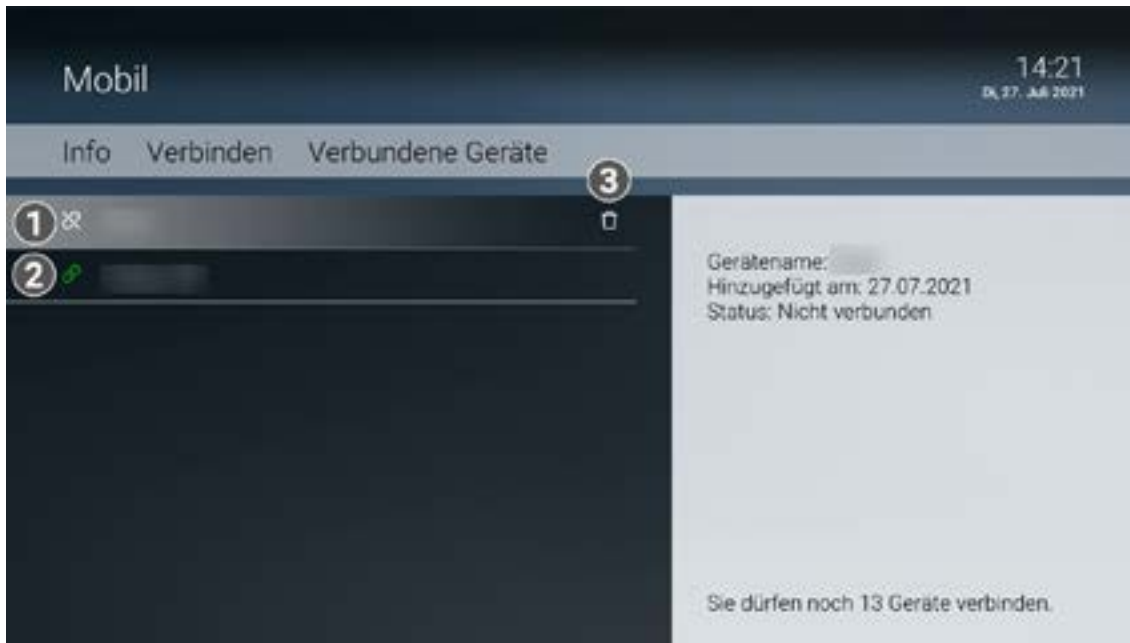 Mobil
14:21
Di, 27. Juli 2021
Info Verbinden Verbundene Geräte
3
1
2
Gerätename:
Hinzugefügt am: 27.07.2021
Status: Nicht verbunden
Sie dürfen noch 13 Geräte verbinden.